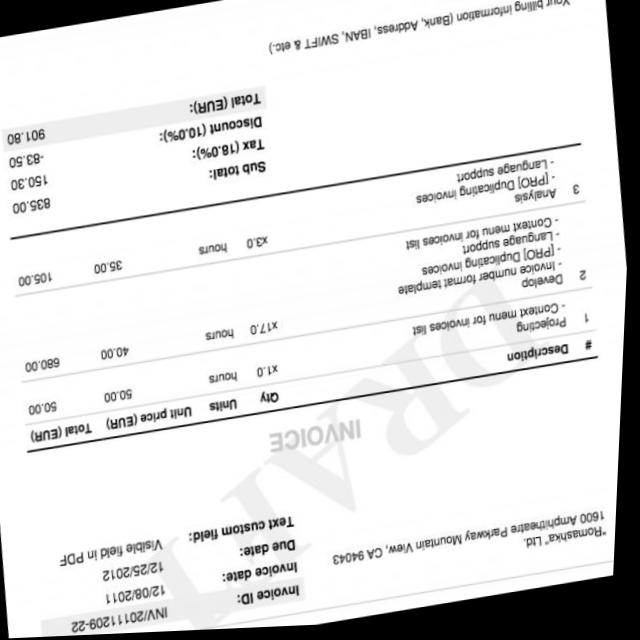 Invoice ID: INV/20111209-22
Invoice date: 12/08/2011
Due date: 12/25/2012
Text custom field: Visible field in PDF
"Romashka" Ltd.
1600 Amphitheatre Parkway Mountain View, CA 94043
DRAFT
INVOICE
# Description Qty Units Unit price (EUR) Total (EUR)
1 Projecting x1.0 hours 50.00 50.00
- Context menu for invoices list
2 Develop x17.0 hours 40.00 680.00
- Invoice number format template
- [PRO] Duplicating invoices
- Language support
- Context menu for invoices list
3 Analysis x3.0 hours 35.00 105.00
- [PRO] Duplicating invoices
- Language support
Sub total: 835.00
Tax (18.0%): 150.30
Discount (10.0%): -83.50
Total (EUR): 901.80
Your billing information (Bank, Address, IBAN, SWIFT & etc.)